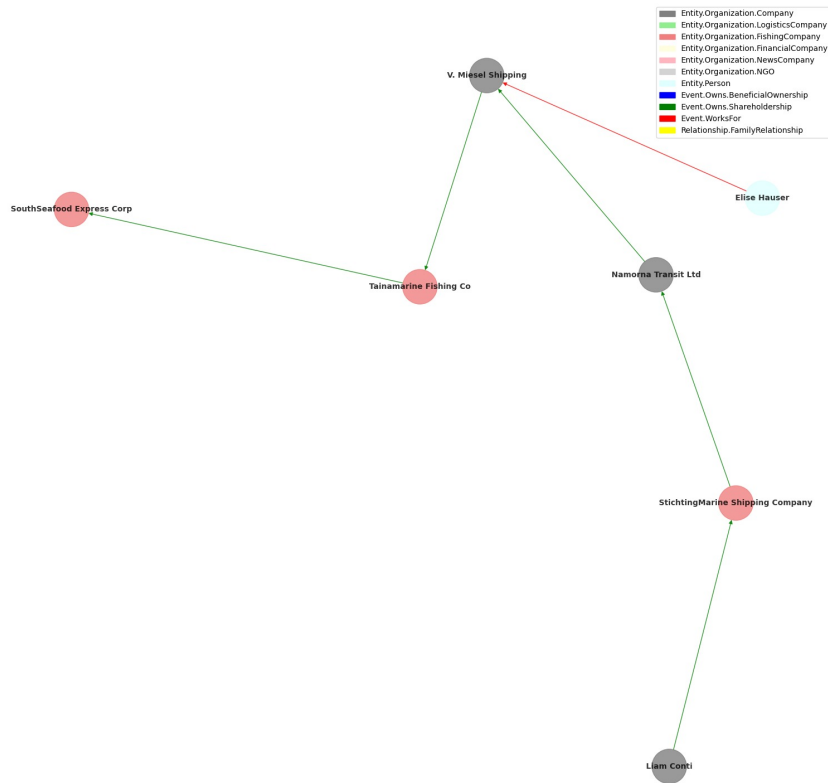 Entity.Organization.Company
Entity.Organization.LogisticsCompany
Entity.Organization.FishingCompany
Entity.Organization.FinancialCompany
Entity.Organization.NewsCompany
Entity.Organization.NGO
Entity.Person
Event.Owns.BeneficialOwnership
Event.Owns.Shareholdership
Event.WorksFor
Relationship.FamilyRelationship
V. Miesel Shipping
Elise Hauser
SouthSeafood Express Corp
Namorna Transit Ltd
Tainamarine Fishing Co
StichtingMarine Shipping Company
Liam Conti